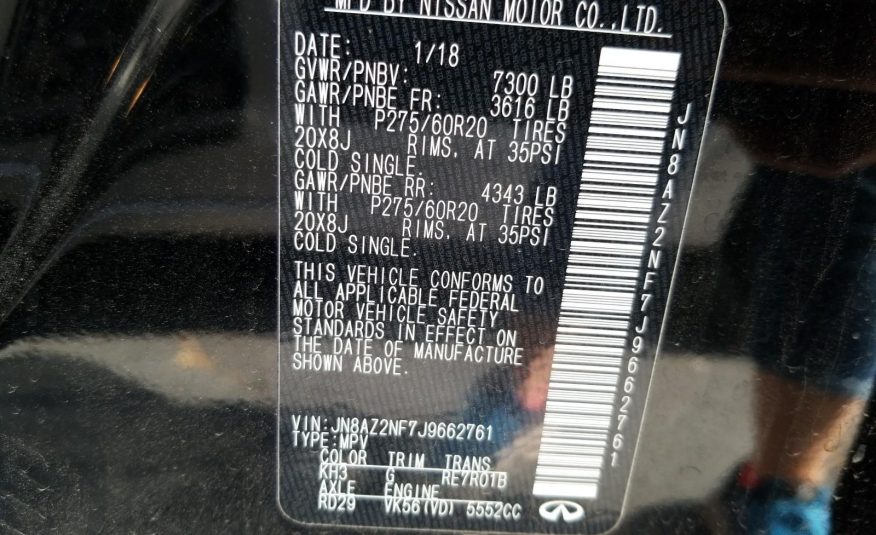 MFD BY NISSAN MOTOR CO.,LTD.
DATE: 1/18
GVWR/PNBV: 7300 LB
GAWR/PNBE FR: 3616 LB
WITH P275/60R20 TIRES
20X8J RIMS, AT 35PSI
COLD SINGLE.
GAWR/PNBE RR: 4343 LB
WITH P275/60R20 TIRES
20X8J RIMS, AT 35PSI
COLD SINGLE.
THIS VEHICLE CONFORMS TO
ALL APPLICABLE FEDERAL
MOTOR VEHICLE SAFETY
STANDARDS IN EFFECT ON
THE DATE OF MANUFACTURE
SHOWN ABOVE.
VIN:JN8AZ2NF7J9662761
TYPE:MPV
COLOR TRIM TRANS
KH3 G RE7R01B
AXLE ENGINE
RD29 VK56(VD) 5552CC
JN8AZ2NF7J9662761